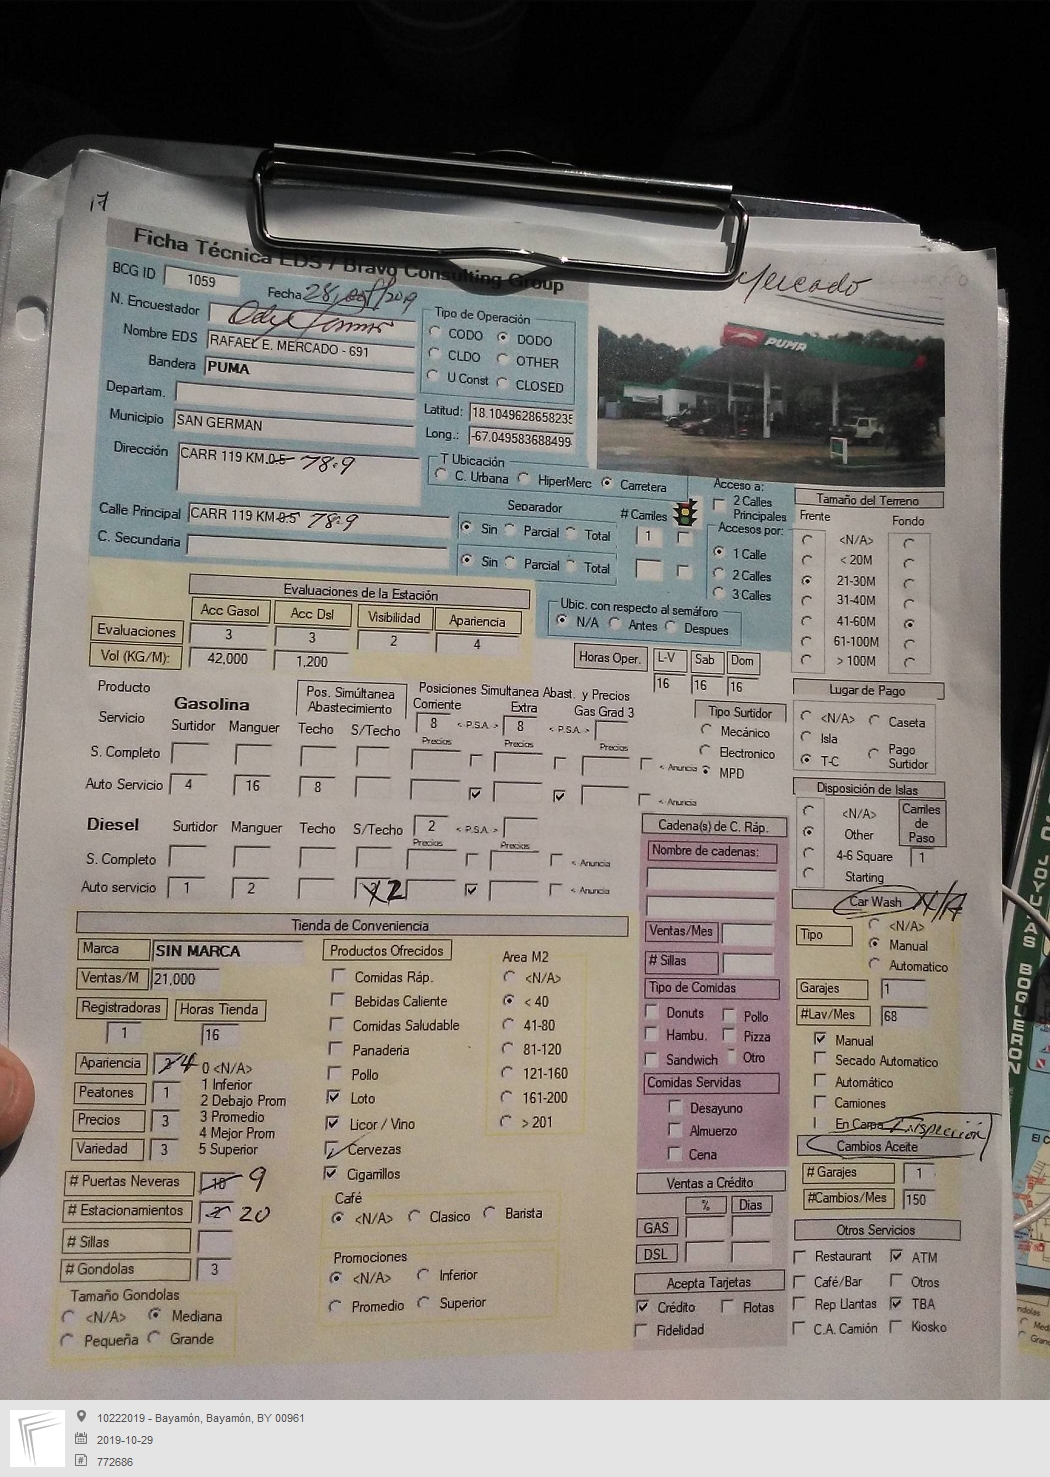 17
Ficha Técnica EDS / Bravo Consulting Group
Mercado
BCG ID 1059
Fecha 28/oct/2019
N. Encuestador
Nombre EDS RAFAEL E. MERCADO - 691
Bandera PUMA
Departam.
Municipio SAN GERMAN
Dirección CARR 119 KM 0.5 78.9
Calle Principal CARR 119 KM 8.5 78.9
C. Secundaria
Tipo de Operación
CODO DODO
CLDO OTHER
U Const CLOSED
Latitud: 18.1049628658235
Long.: -67.049583688499
T Ubicación
C. Urbana HiperMerc Carretera
Separador # Carriles
Sin Parcial Total 1
Sin Parcial Total
PUMA
Acceso a:
2 Calles Principales
Accesos por:
1 Calle
2 Calles
3 Calles
Ubic. con respecto al semáforo
N/A Antes Despues
Tamaño del Terreno
Frente Fondo
<N/A>
< 20M
21-30M
31-40M
41-60M
61-100M
> 100M
Evaluaciones de la Estación
Acc Gasol Acc Dsl Visibilidad Apariencia
Evaluaciones 3 3 2 4
Vol (KG/M): 42,000 1,200
Horas Oper. L-V Sab Dom
16 16 16
Producto Gasolina
Pos. Simúltanea Abastecimiento
Posiciones Simultanea Abast. y Precios
Corriente Extra Gas Grad 3
8 < P.S.A. > 8 < P.S.A. >
Servicio Surtidor Manguer Techo S/Techo
Precios Precios Precios
S. Completo < Anuncia
Auto Servicio 4 16 8 < Anuncia
Tipo Surtidor
Mecánico
Electronico
MPD
Lugar de Pago
<N/A> Caseta
Isla Pago Surtidor
T-C
Disposición de Islas
<N/A>
Other
4-6 Square
Starting
Carriles de Paso
1
Diesel Surtidor Manguer Techo S/Techo 2 < P.S.A. >
Precios Precios
S. Completo < Anuncia
Auto servicio 1 2 2 < Anuncia
Cadena(s) de C. Ráp.
Nombre de cadenas:
Ventas/Mes
# Sillas
Tipo de Comidas
Donuts Pollo
Hambu. Pizza
Sandwich Otro
Comidas Servidas
Desayuno
Almuerzo
Cena
Car Wash N/A
Tipo <N/A>
Manual
Automatico
Garajes 1
#Lav/Mes 68
Manual
Secado Automatico
Automático
Camiones
En Carpa Inspección
Cambios Aceite
# Garajes 1
#Cambios/Mes 150
Tienda de Conveniencia
Marca SIN MARCA
Ventas/M 21,000
Registradoras Horas Tienda
1 16
Apariencia 2 4
Peatones 1
Precios 3
Variedad 3
0 <N/A>
1 Inferior
2 Debajo Prom
3 Promedio
4 Mejor Prom
5 Superior
# Puertas Neveras 10 9
# Estacionamientos 2 20
# Sillas
# Gondolas 3
Tamaño Gondolas
<N/A> Mediana
Pequeña Grande
Productos Ofrecidos
Comidas Ráp.
Bebidas Caliente
Comidas Saludable
Panaderia
Pollo
Loto
Licor / Vino
Cervezas
Cigarrillos
Area M2
<N/A>
< 40
41-80
81-120
121-160
161-200
> 201
Café
<N/A> Clasico Barista
Promociones
<N/A> Inferior
Promedio Superior
Ventas a Crédito
% Dias
GAS
DSL
Acepta Tarjetas
Crédito Flotas
Fidelidad
Otros Servicios
Restaurant ATM
Café/Bar Otros
Rep Llantas TBA
C.A. Camión Kiosko
JOYUJAS BOQUERON
10222019 - Bayamón, Bayamón, BY 00961
2019-10-29
772686